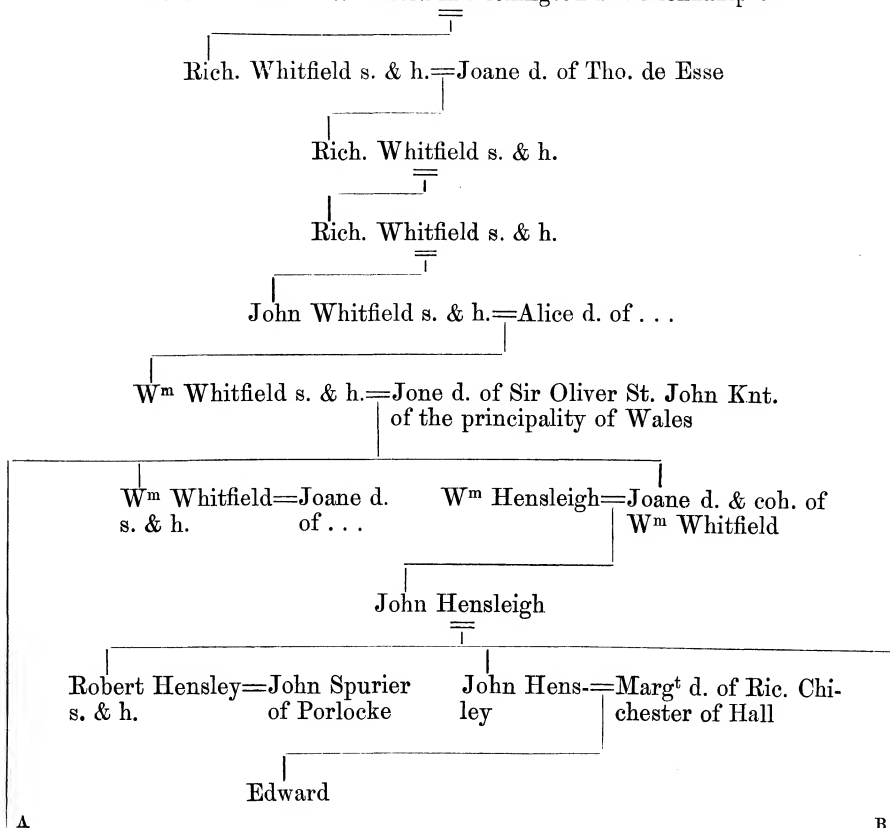 Rich. Whitfield s. & h.=Joane d. of Tho. de Esse
Rich. Whitfield s. & h.
Rich. Whitfield s. & h.
John Whitfield s. & h.=Alice d. of . . .
Wm Whitfield s. & h.=Jone d. of Sir Oliver St. John Knt.
of the principality of Wales
Wm Whitfield=Joane d.
s. & h. of . . .
Wm Hensleigh=Joane d. & coh. of
Wm Whitfield
John Hensleigh
Robert Hensley=John Spurier
s. & h. of Porlocke
John Hens-=Margt d. of Ric. Chi-
ley chester of Hall
Edward
A B